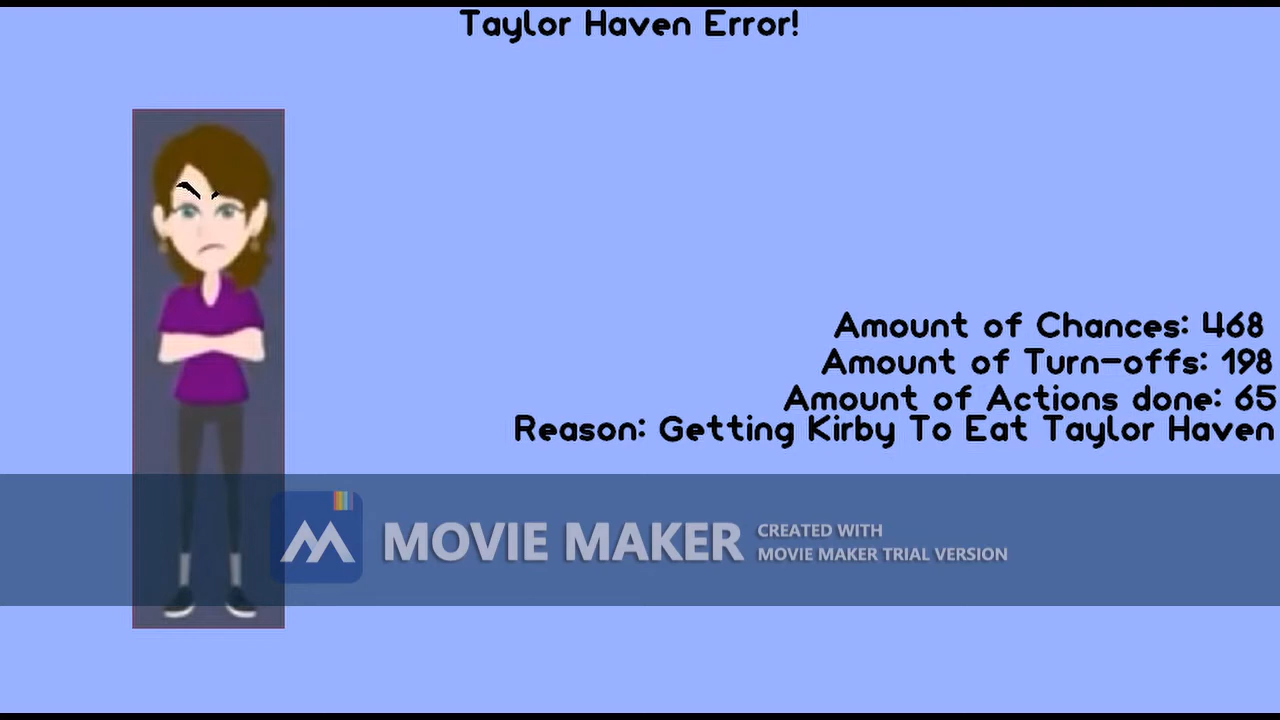 Taylor Haven Error!
Amount of Chances: 468
Amount of Turn-offs: 198
Amount of Actions done: 65
Reason: Getting Kirby To Eat Taylor Haven
MOVIE MAKER
CREATED WITH
MOVIE MAKER TRIAL VERSION